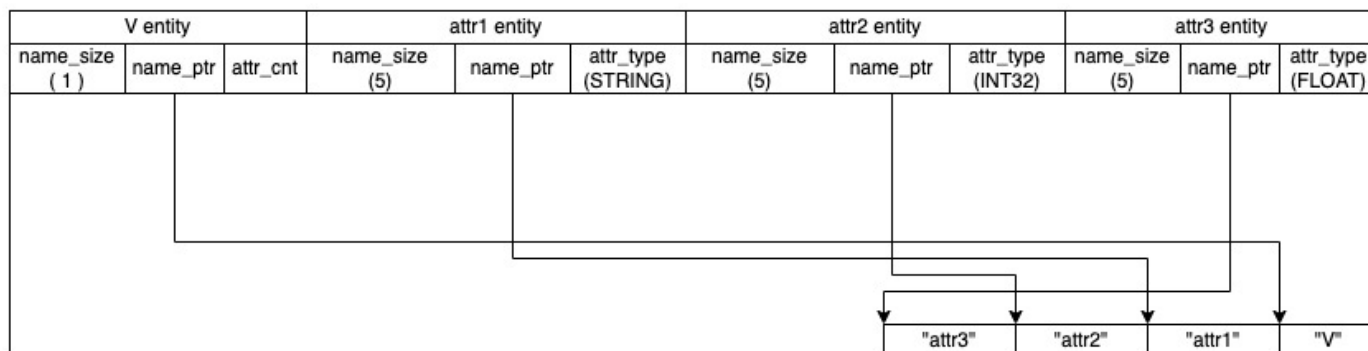 V entity
attr1 entity
attr2 entity
attr3 entity
name_size
( 1 )
name_ptr
attr_cnt
name_size
(5)
name_ptr
attr_type
(STRING)
name_size
(5)
name_ptr
attr_type
(INT32)
name_size
(5)
name_ptr
attr_type
(FLOAT)
"attr3"
"attr2"
"attr1"
"V"